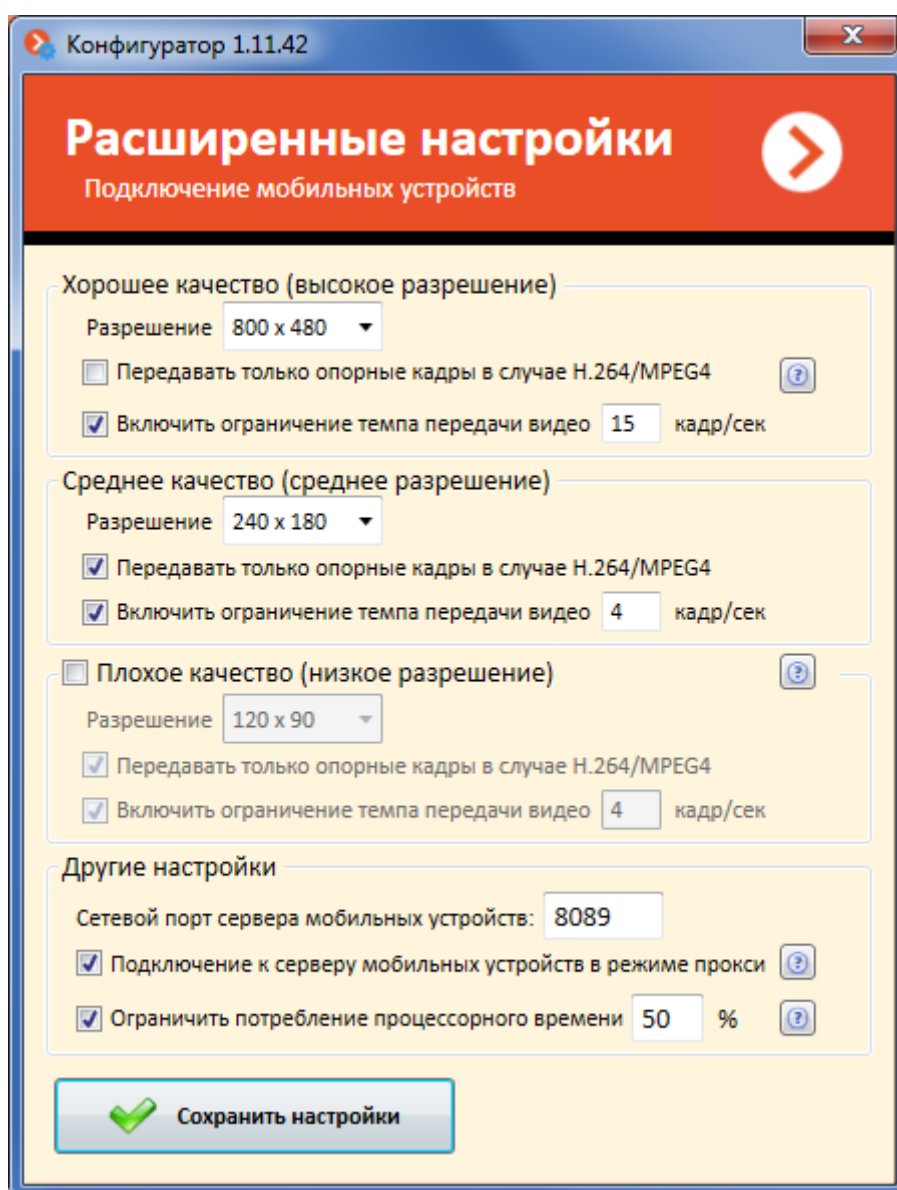 Конфигуратор 1.11.42
x
Расширенные настройки
Подключение мобильных устройств
Хорошее качество (высокое разрешение)
Разрешение 800 x 480
Передавать только опорные кадры в случае H.264/MPEG4 ?
Включить ограничение темпа передачи видео 15 кадр/сек
Среднее качество (среднее разрешение)
Разрешение 240 x 180
Передавать только опорные кадры в случае H.264/MPEG4
Включить ограничение темпа передачи видео 4 кадр/сек
Плохое качество (низкое разрешение) ?
Разрешение 120 x 90
Передавать только опорные кадры в случае H.264/MPEG4
Включить ограничение темпа передачи видео 4 кадр/сек
Другие настройки
Сетевой порт сервера мобильных устройств: 8089
Подключение к серверу мобильных устройств в режиме прокси ?
Ограничить потребление процессорного времени 50 % ?
Сохранить настройки